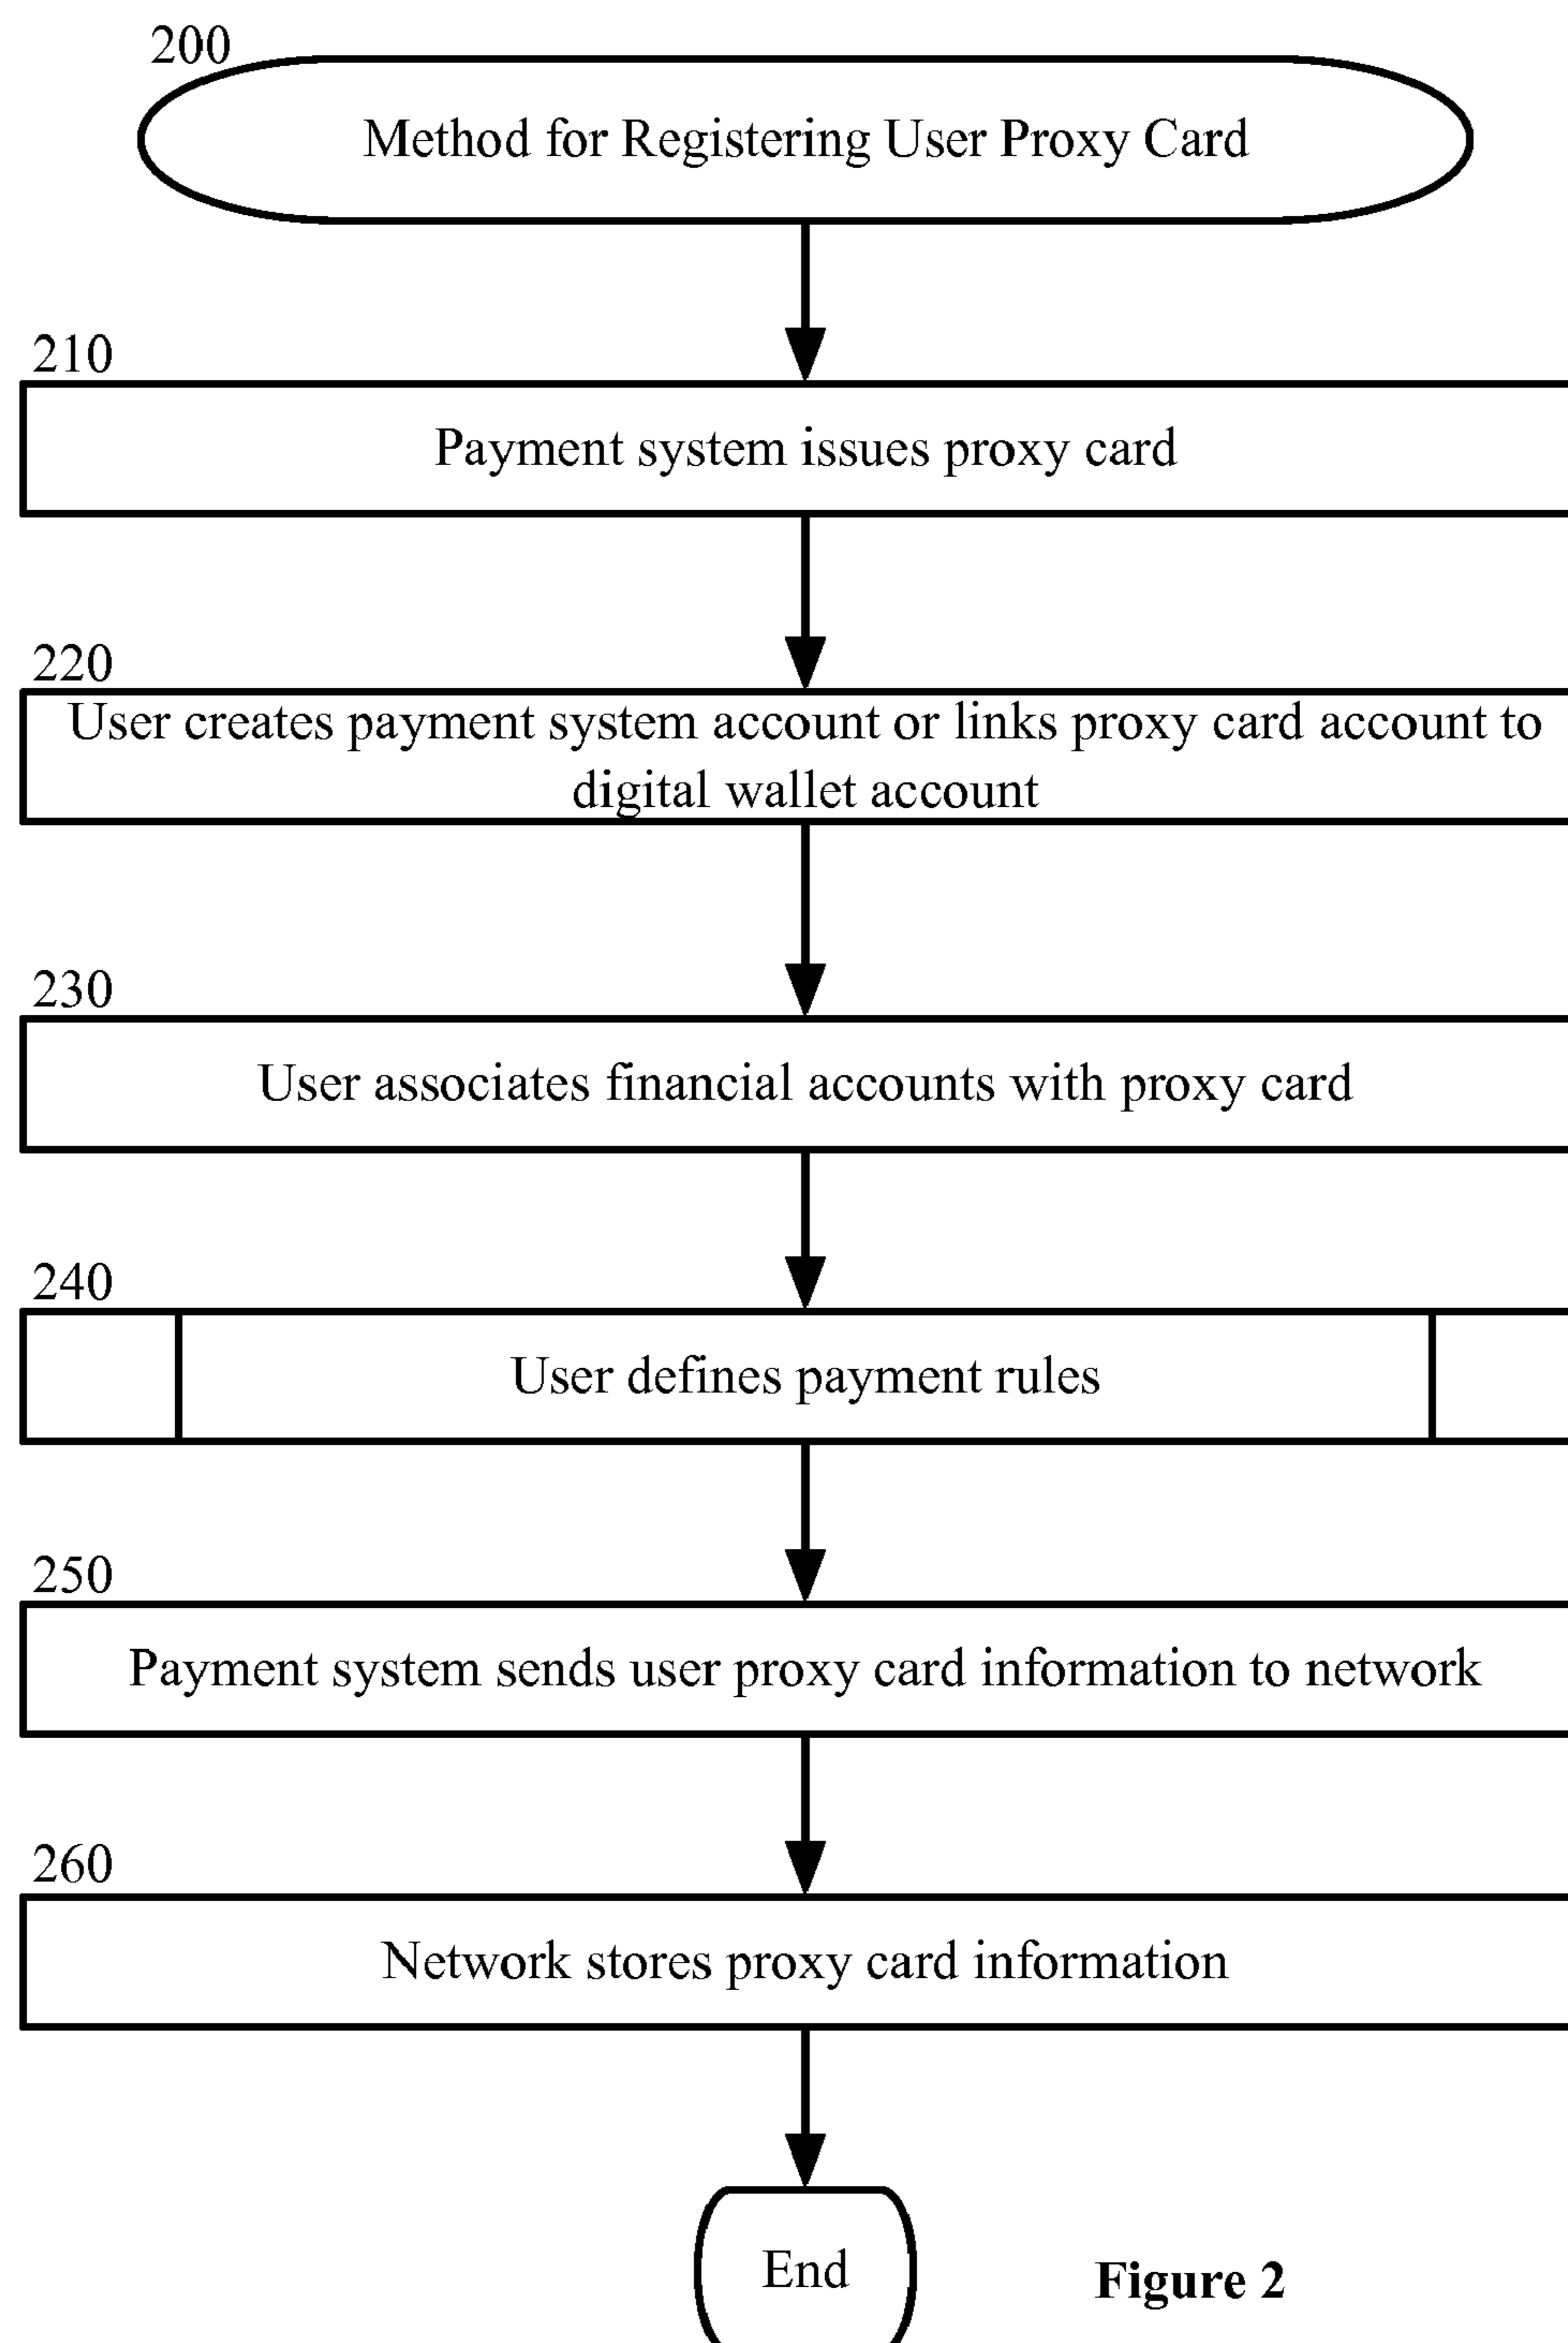 200
Method for Registering User Proxy Card
210
Payment system issues proxy card
220
User creates payment system account or links proxy card account to
digital wallet account
230
User associates financial accounts with proxy card
240
User defines payment rules
250
Payment system sends user proxy card information to network
260
Network stores proxy card information
End
Figure 2